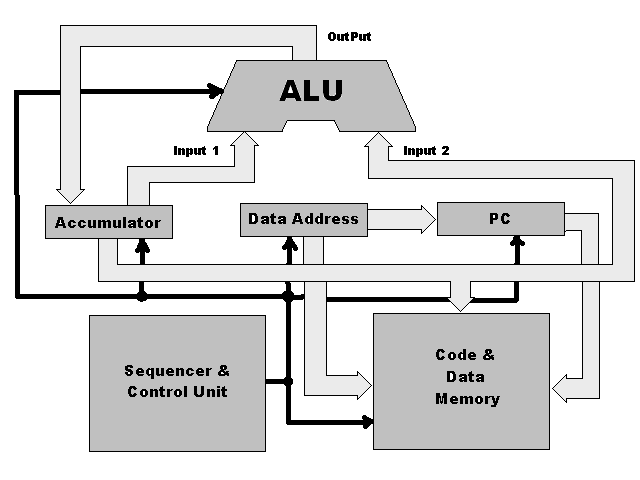 OutPut
ALU
Input 1
Input 2
Accumulator
Data Address
PC
Sequencer &
Control Unit
Code &
Data
Memory